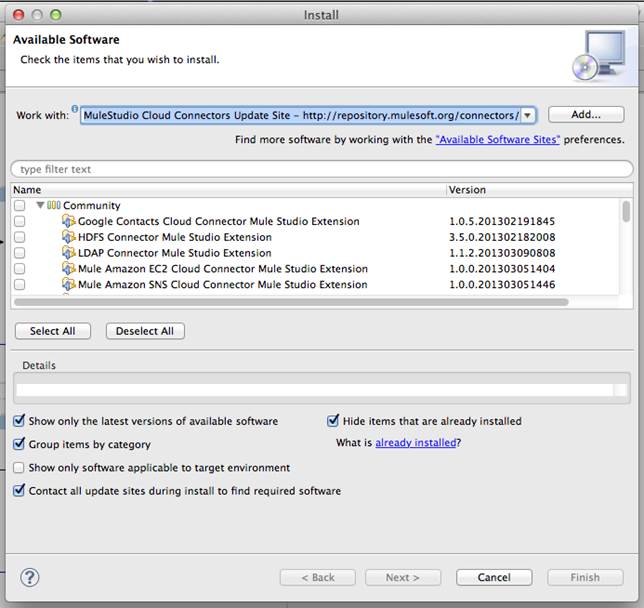 Install
Available Software
Check the items that you wish to install.
Work with: MuleStudio Cloud Connectors Update Site – http://repository.mulesoft.org/connectors/ Add...
Find more software by working with the "Available Software Sites" preferences.
type filter text
Name Version
Community
Google Contacts Cloud Connector Mule Studio Extension 1.0.5.201302191845
HDFS Connector Mule Studio Extension 3.5.0.201302182008
LDAP Connector Mule Studio Extension 1.1.2.201303090808
Mule Amazon EC2 Cloud Connector Mule Studio Extension 1.0.0.201303051404
Mule Amazon SNS Cloud Connector Mule Studio Extension 1.0.0.201303051446
Select All Deselect All
Details
Show only the latest versions of available software Hide items that are already installed
Group items by category What is already installed?
Show only software applicable to target environment
Contact all update sites during install to find required software
? < Back Next > Cancel Finish